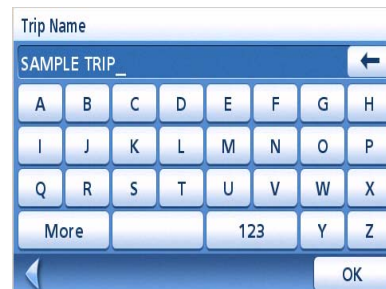 Trip Name
SAMPLE TRIP_
A B C D E F G H
I J K L M N O P
Q R S T U V W X
More 123 Y Z
OK